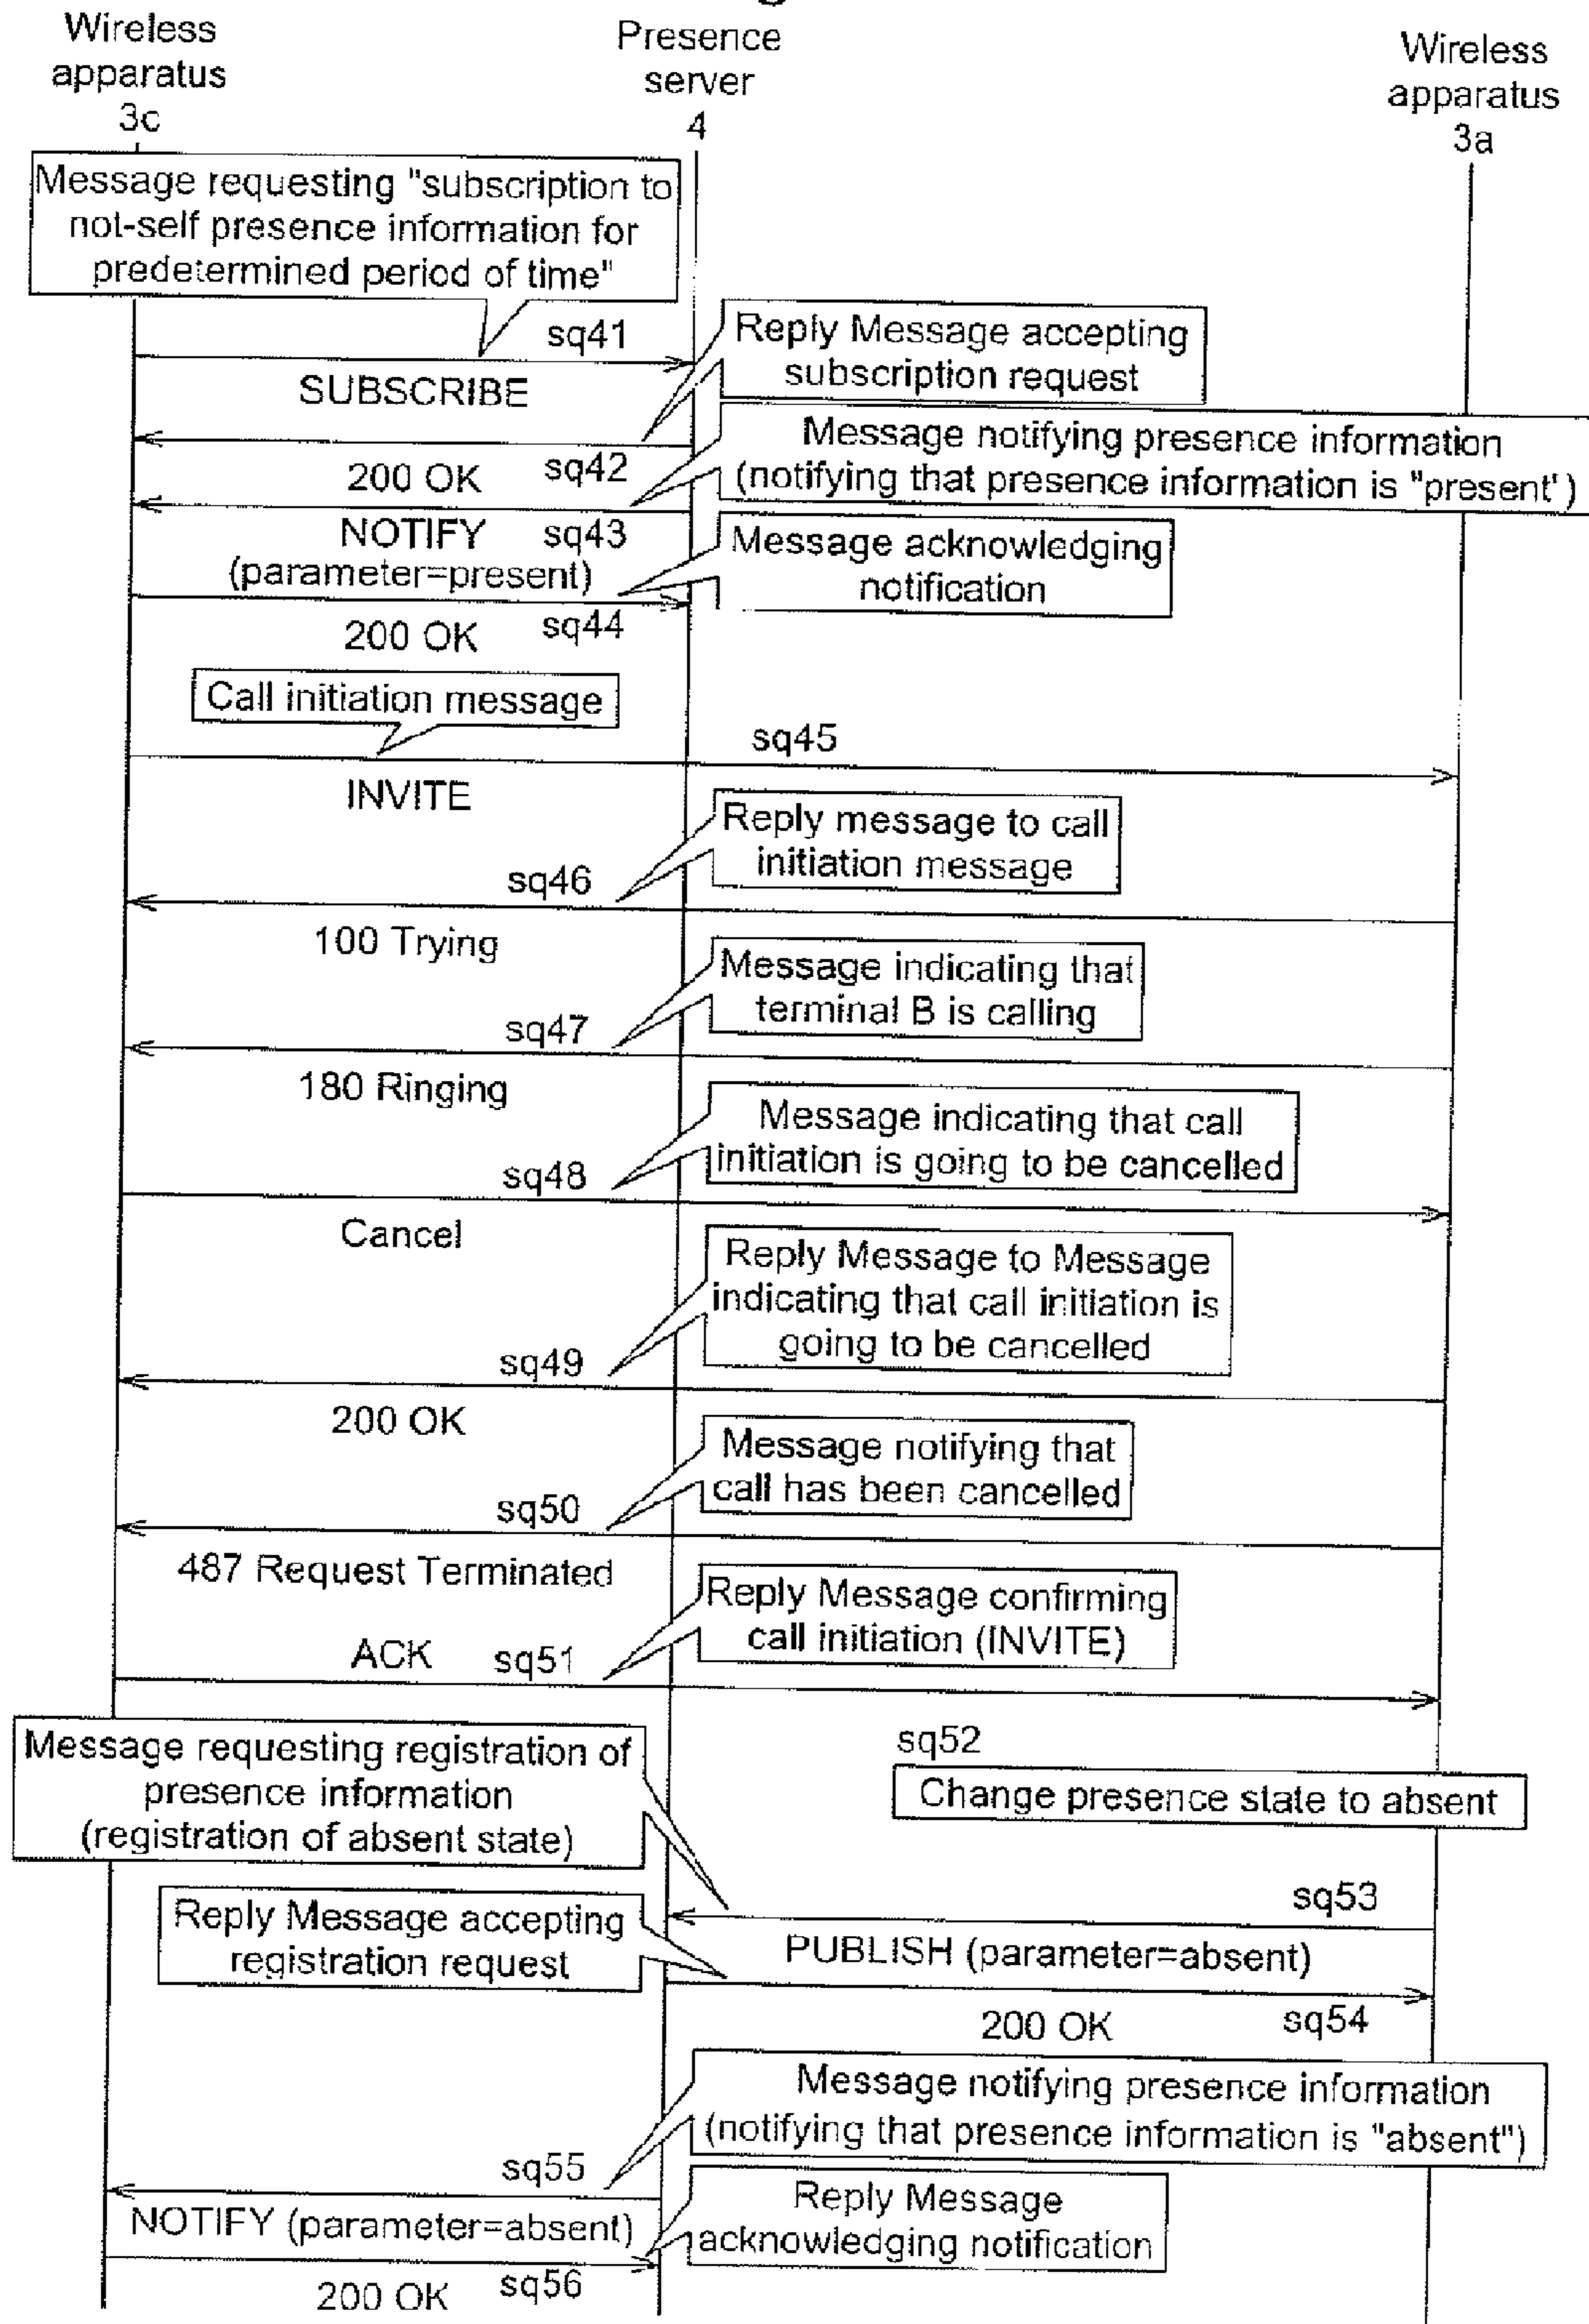 Wireless
apparatus
3c
Presence
server
4
Wireless
apparatus
3a
Message requesting "subscription to
not-self presence information for
predetermined period of time"
sq41
SUBSCRIBE
Reply Message accepting
subscription request
200 OK
sq42
Message notifying presence information
(notifying that presence information is "present")
NOTIFY
(parameter=present)
sq43
Message acknowledging
notification
200 OK
sq44
Call initiation message
sq45
INVITE
Reply message to call
initiation message
sq46
100 Trying
Message indicating that
terminal B is calling
sq47
180 Ringing
Message indicating that call
initiation is going to be cancelled
sq48
Cancel
Reply Message to Message
indicating that call initiation is
going to be cancelled
sq49
200 OK
Message notifying that
call has been cancelled
sq50
487 Request Terminated
Reply Message confirming
call initiation (INVITE)
ACK
sq51
Message requesting registration of
presence information
(registration of absent state)
sq52
Change presence state to absent
sq53
Reply Message accepting
registration request
PUBLISH (parameter=absent)
200 OK
sq54
Message notifying presence information
(notifying that presence information is "absent")
sq55
NOTIFY (parameter=absent)
Reply Message
acknowledging notification
200 OK
sq56